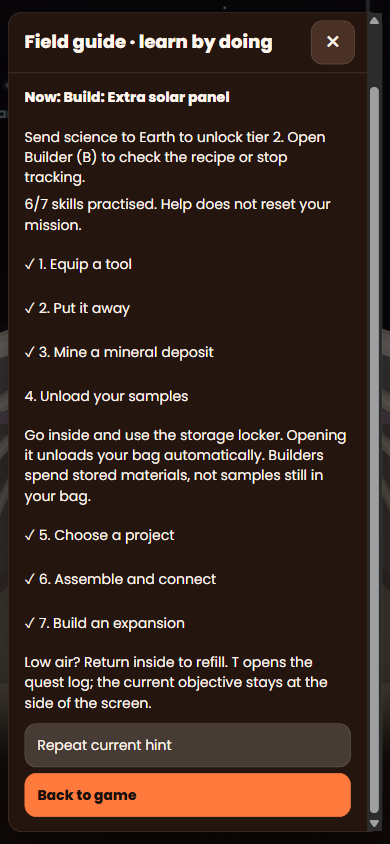 Field guide · learn by doing
✕
Now: Build: Extra solar panel
Send science to Earth to unlock tier 2. Open
Builder (B) to check the recipe or stop
tracking.
6/7 skills practised. Help does not reset your
mission.
✓ 1. Equip a tool
✓ 2. Put it away
✓ 3. Mine a mineral deposit
4. Unload your samples
Go inside and use the storage locker. Opening
it unloads your bag automatically. Builders
spend stored materials, not samples still in
your bag.
✓ 5. Choose a project
✓ 6. Assemble and connect
✓ 7. Build an expansion
Low air? Return inside to refill. T opens the
quest log; the current objective stays at the
side of the screen.
Repeat current hint
Back to game